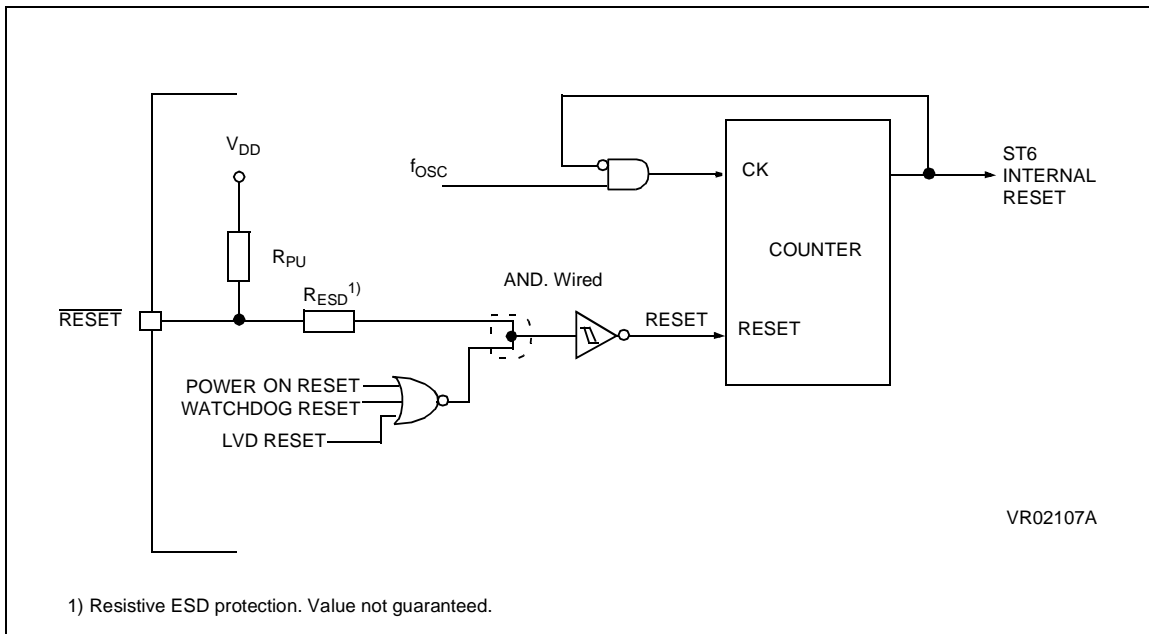 V_DD
R_PU
R_ESD 1)
RESET
POWER ON RESET
WATCHDOG RESET
LVD RESET
f_OSC
AND. Wired
RESET
CK
COUNTER
RESET
ST6
INTERNAL
RESET
VR02107A
1) Resistive ESD protection. Value not guaranteed.